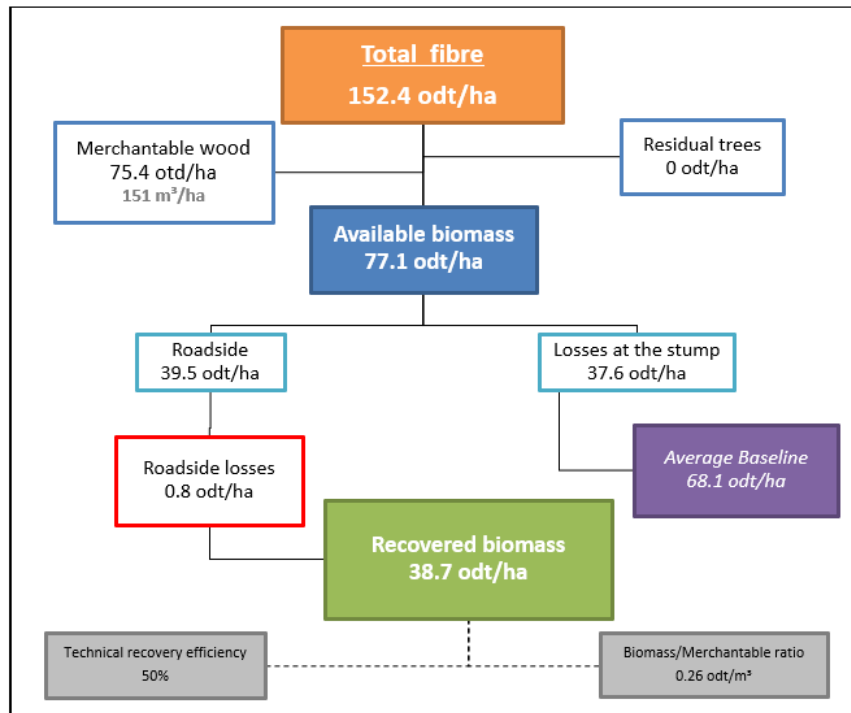 Total fibre
152.4 odt/ha
Merchantable wood
75.4 otd/ha
151 m³/ha
Residual trees
0 odt/ha
Available biomass
77.1 odt/ha
Roadside
39.5 odt/ha
Losses at the stump
37.6 odt/ha
Roadside losses
0.8 odt/ha
Average Baseline
68.1 odt/ha
Recovered biomass
38.7 odt/ha
Technical recovery efficiency
50%
Biomass/Merchantable ratio
0.26 odt/m³